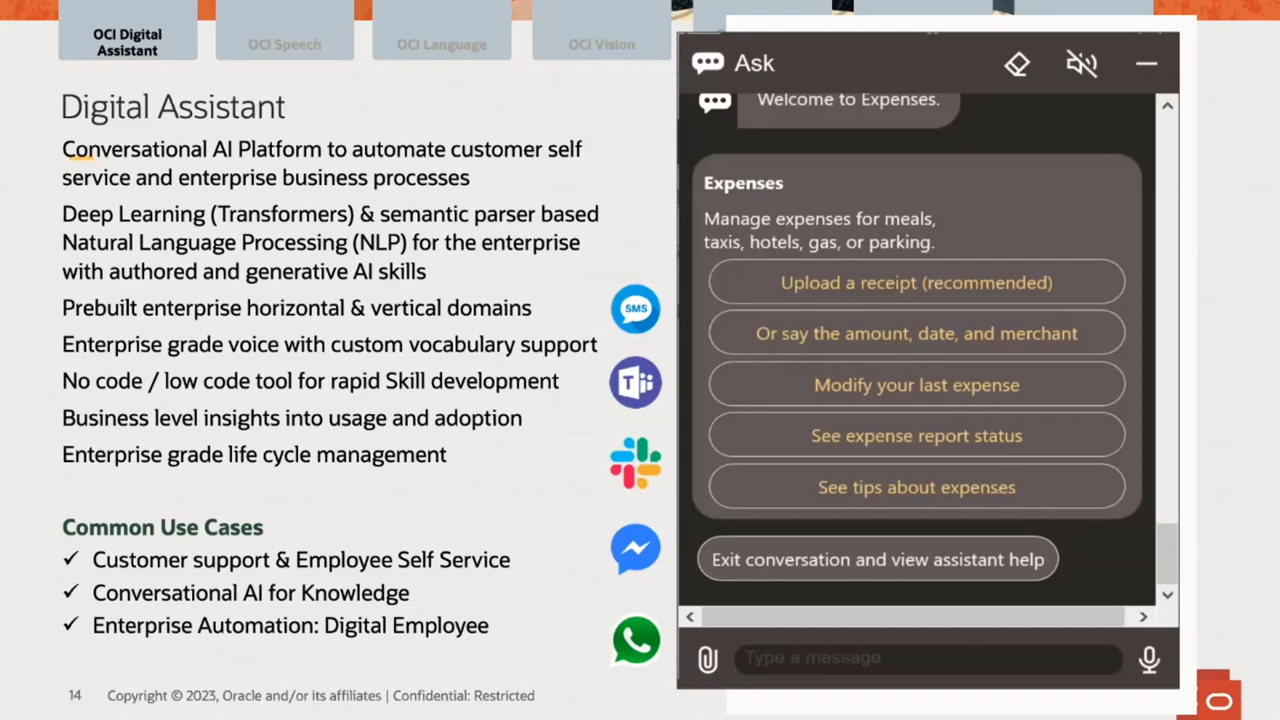 OCI Digital
Assistant
OCI Speech
OCI Language
OCI Vision
Digital Assistant
Conversational AI Platform to automate customer self
service and enterprise business processes
Deep Learning (Transformers) & semantic parser based
Natural Language Processing (NLP) for the enterprise
with authored and generative AI skills
Prebuilt enterprise horizontal & vertical domains
Enterprise grade voice with custom vocabulary support
No code / low code tool for rapid Skill development
Business level insights into usage and adoption
Enterprise grade life cycle management
Common Use Cases
✓ Customer support & Employee Self Service
✓ Conversational AI for Knowledge
✓ Enterprise Automation: Digital Employee
SMS
T
Ask
Welcome to Expenses.
Expenses
Manage expenses for meals,
taxis, hotels, gas, or parking.
Upload a receipt (recommended)
Or say the amount, date, and merchant
Modify your last expense
See expense report status
See tips about expenses
Exit conversation and view assistant help
Type a message
14 Copyright © 2023, Oracle and/or its affiliates | Confidential: Restricted